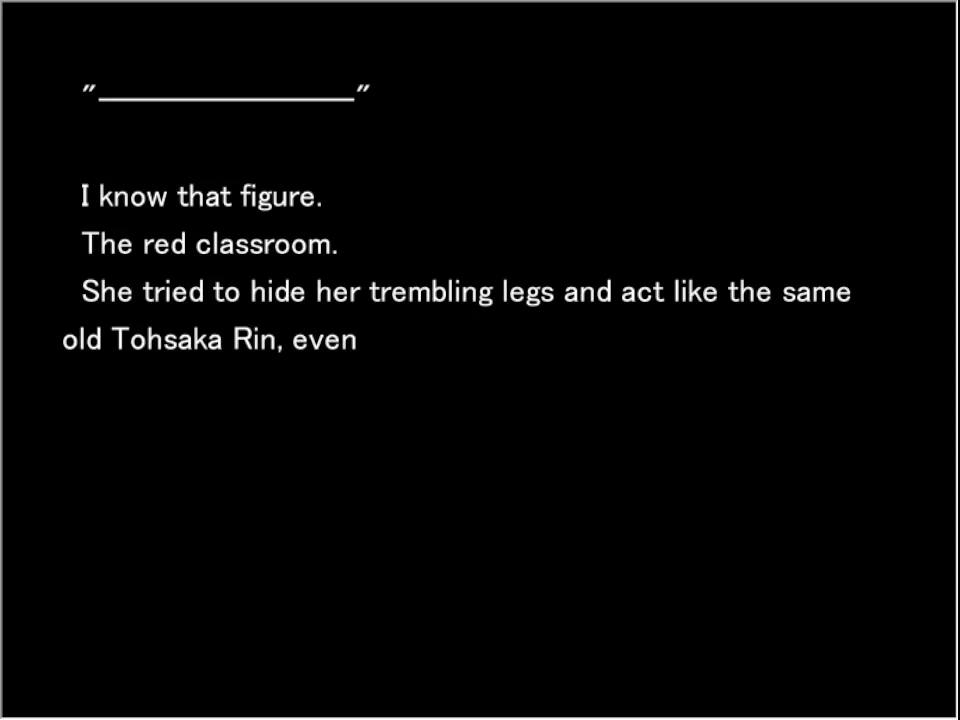 "――――――――――"
I know that figure.
The red classroom.
She tried to hide her trembling legs and act like the same
old Tohsaka Rin, even